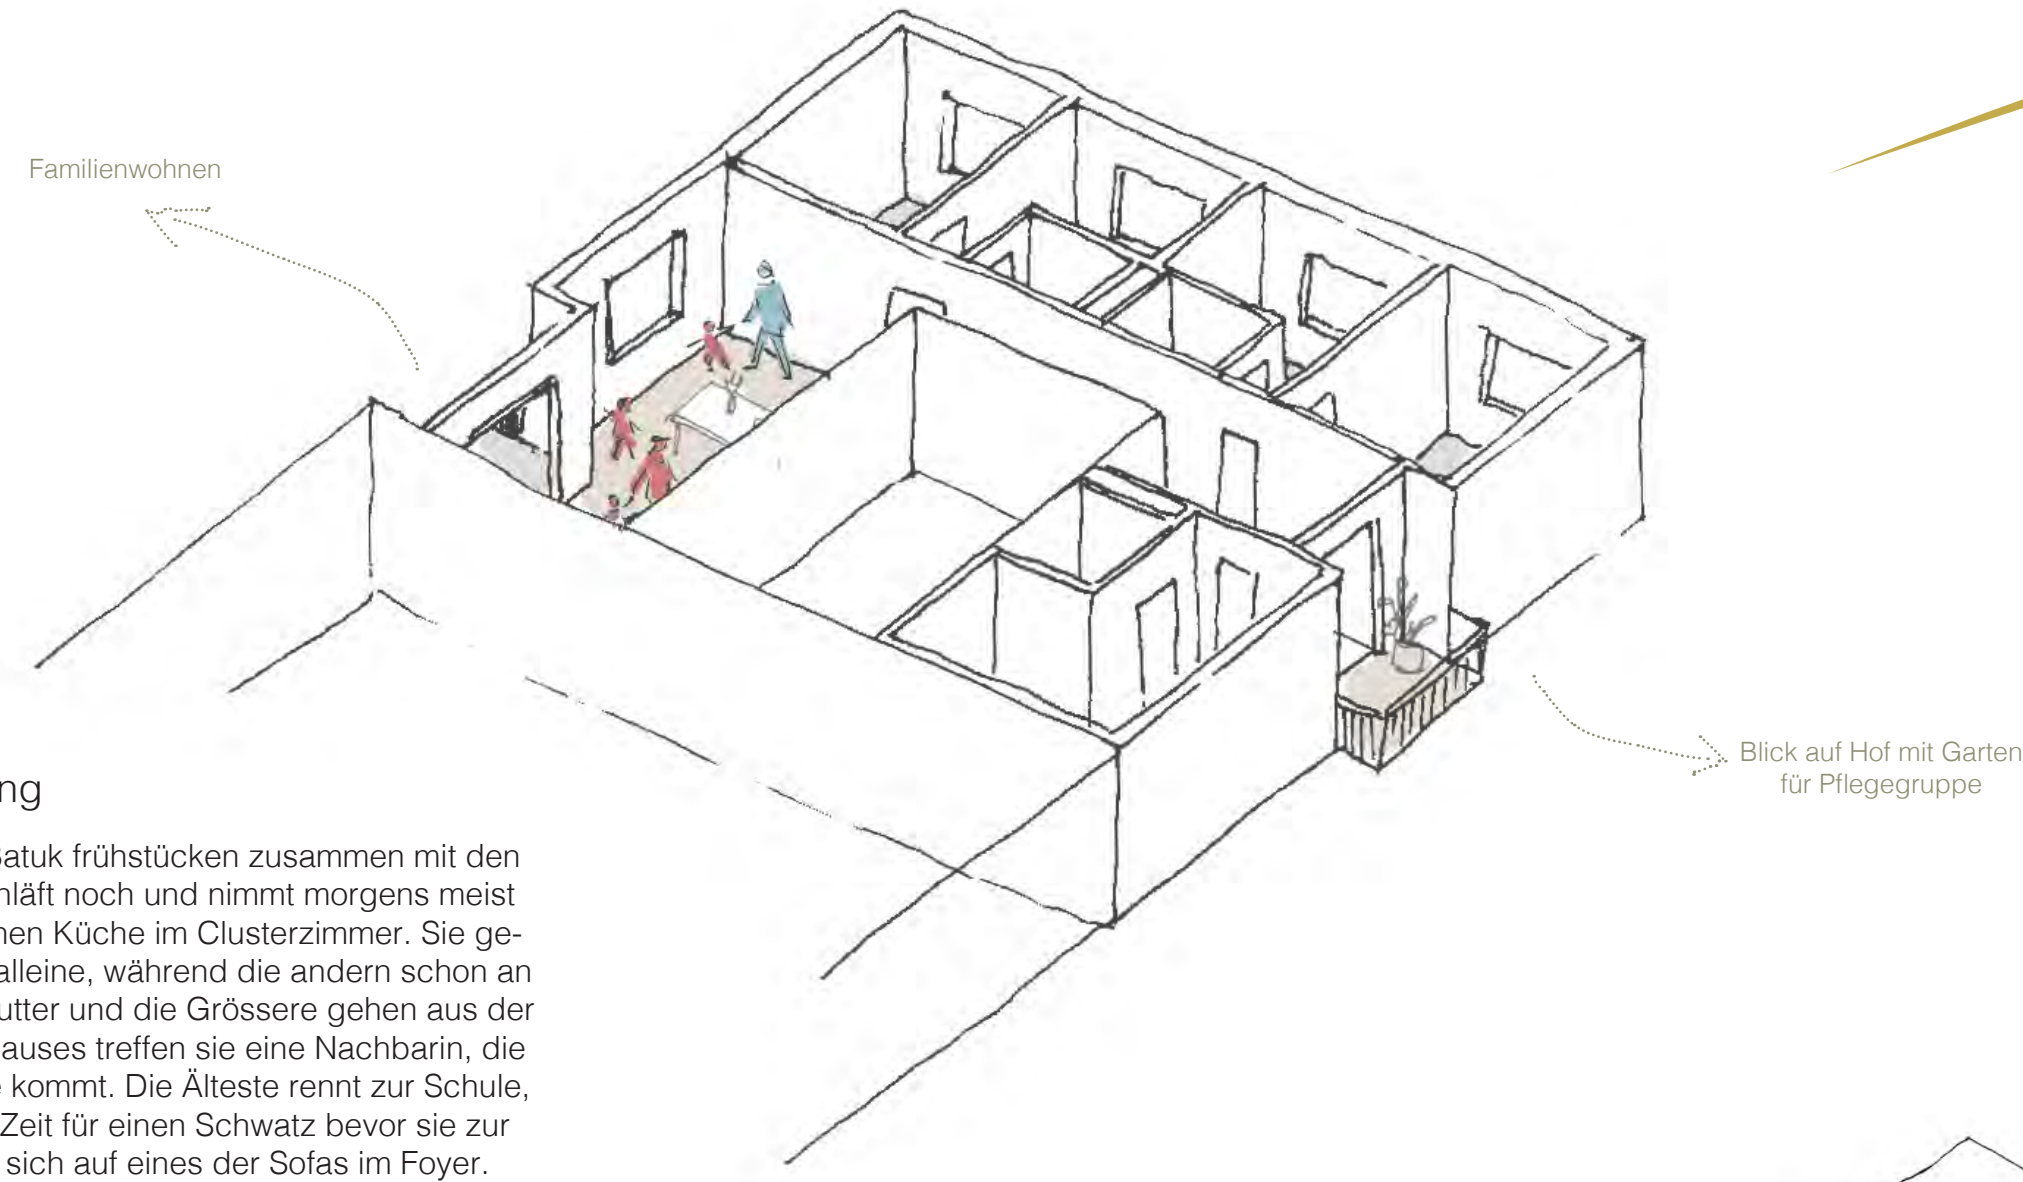 Familienwohnen
Blick auf Hof mit Garten
für Pflegegruppe
ng
Batuk frühstücken zusammen mit den
hläft noch und nimmt morgens meist
nen Küche im Clusterzimmer. Sie ge-
alleine, während die andern schon an
utter und die Grössere gehen aus der
auses treffen sie eine Nachbarin, die
e kommt. Die Älteste rennt zur Schule,
Zeit für einen Schwatz bevor sie zur
sich auf eines der Sofas im Foyer.